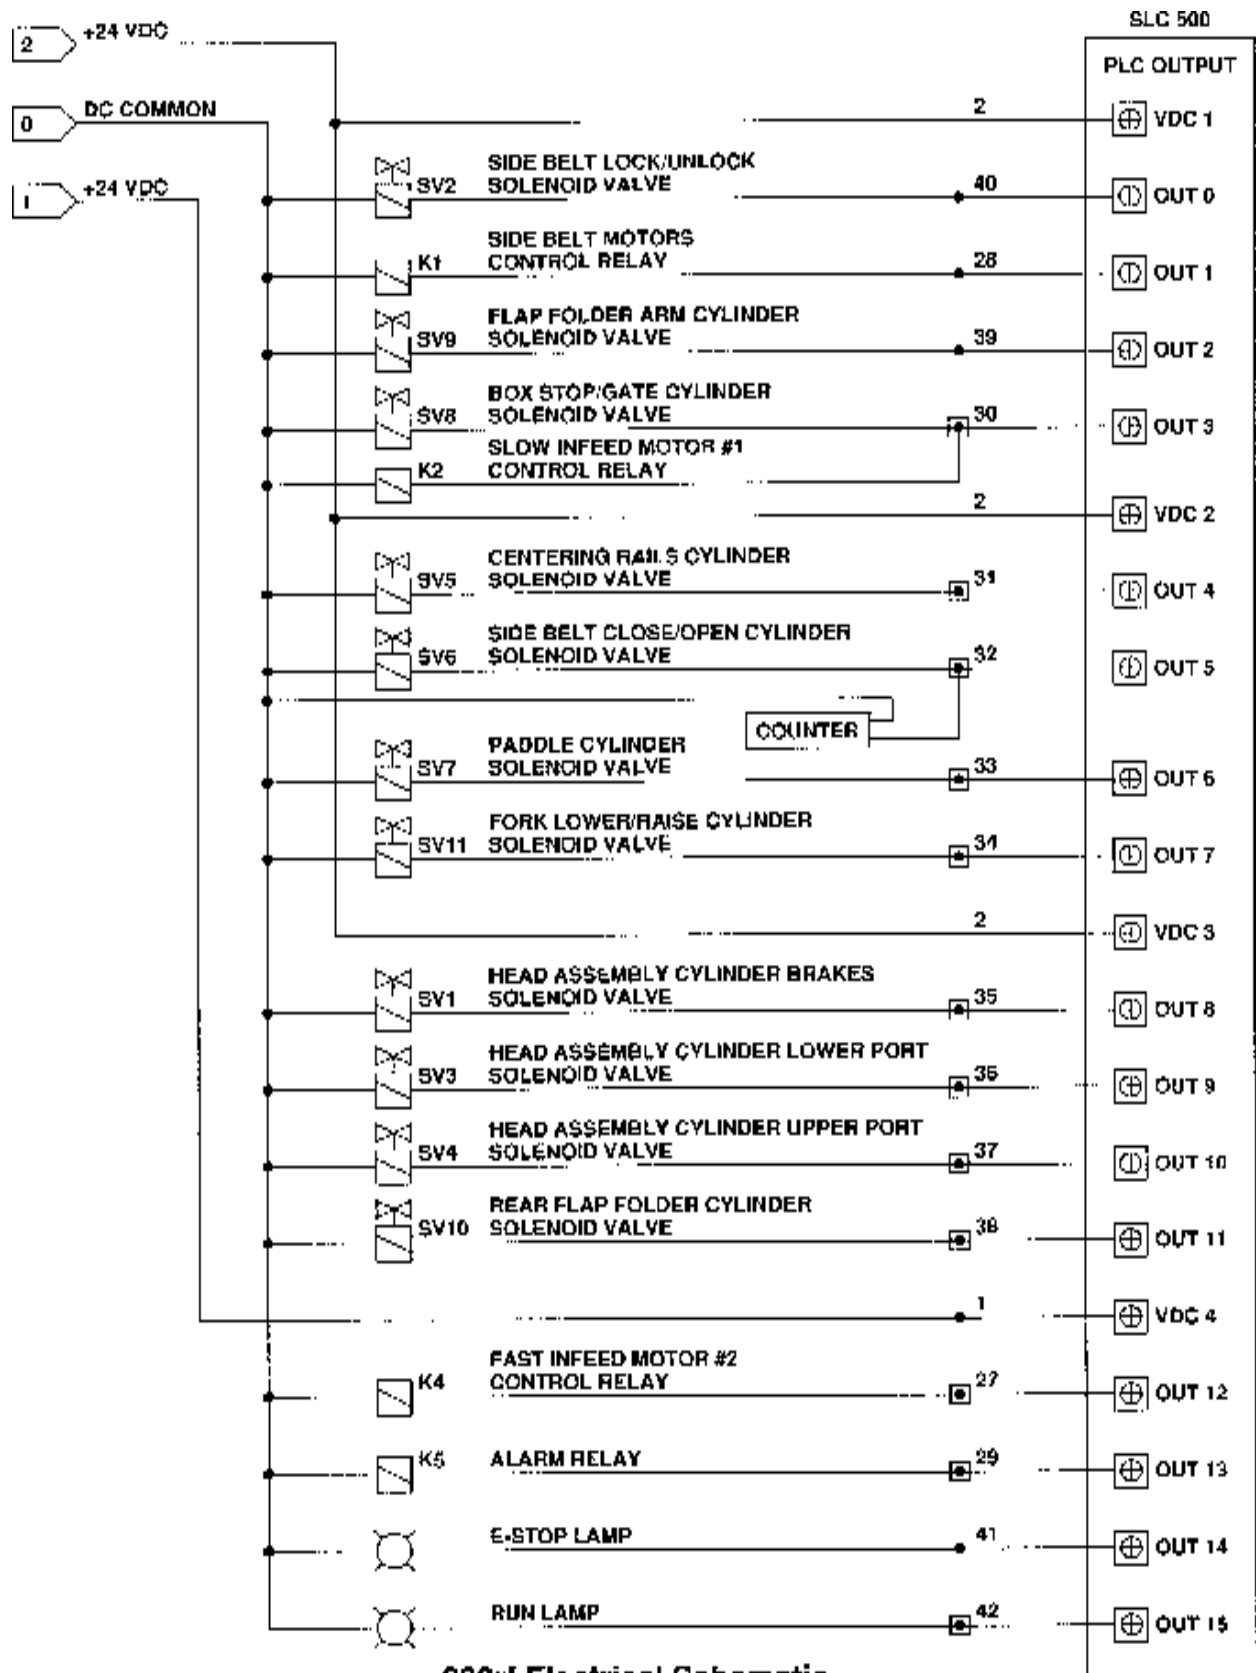 SLC 500
2 +24 VDC
PLC OUTPUT
0 DC COMMON
2 VDC 1
1 +24 VDC
SIDE BELT LOCK/UNLOCK
SV2 SOLENOID VALVE 40 OUT 0
SIDE BELT MOTORS
K1 CONTROL RELAY 28 OUT 1
FLAP FOLDER ARM CYLINDER
SV9 SOLENOID VALVE 39 OUT 2
BOX STOP/GATE CYLINDER
SV8 SOLENOID VALVE 30 OUT 3
SLOW INFEED MOTOR #1
K2 CONTROL RELAY
2 VDC 2
CENTERING RAILS CYLINDER
SV5 SOLENOID VALVE 31 OUT 4
SIDE BELT CLOSE/OPEN CYLINDER
SV6 SOLENOID VALVE 32 OUT 5
COUNTER
PADDLE CYLINDER
SV7 SOLENOID VALVE 33 OUT 6
FORK LOWER/RAISE CYLINDER
SV11 SOLENOID VALVE 34 OUT 7
2 VDC 3
HEAD ASSEMBLY CYLINDER BRAKES
SV1 SOLENOID VALVE 35 OUT 8
HEAD ASSEMBLY CYLINDER LOWER PORT
SV3 SOLENOID VALVE 36 OUT 9
HEAD ASSEMBLY CYLINDER UPPER PORT
SV4 SOLENOID VALVE 37 OUT 10
REAR FLAP FOLDER CYLINDER
SV10 SOLENOID VALVE 38 OUT 11
1 VDC 4
FAST INFEED MOTOR #2
K4 CONTROL RELAY 27 OUT 12
K5 ALARM RELAY 29 OUT 13
E-STOP LAMP 41 OUT 14
RUN LAMP 42 OUT 15
Electrical Schematic